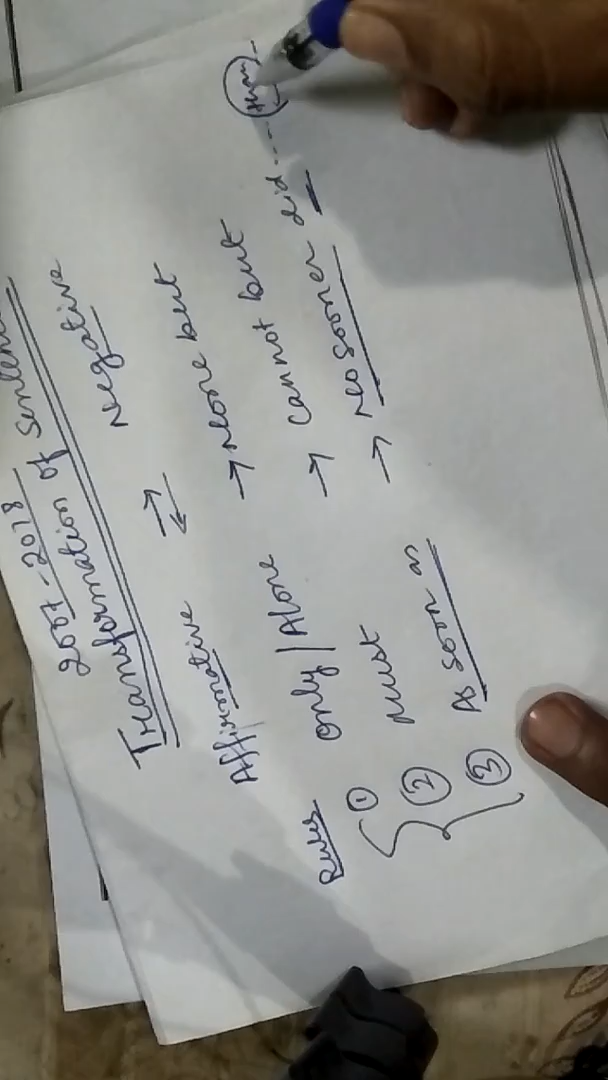 2007-2018
Transformation of Sentence
Affirmative ⇄ Negative
Rules ① only/Alone → None but
② Must → cannot but
③ As soon as → No sooner did .... than --